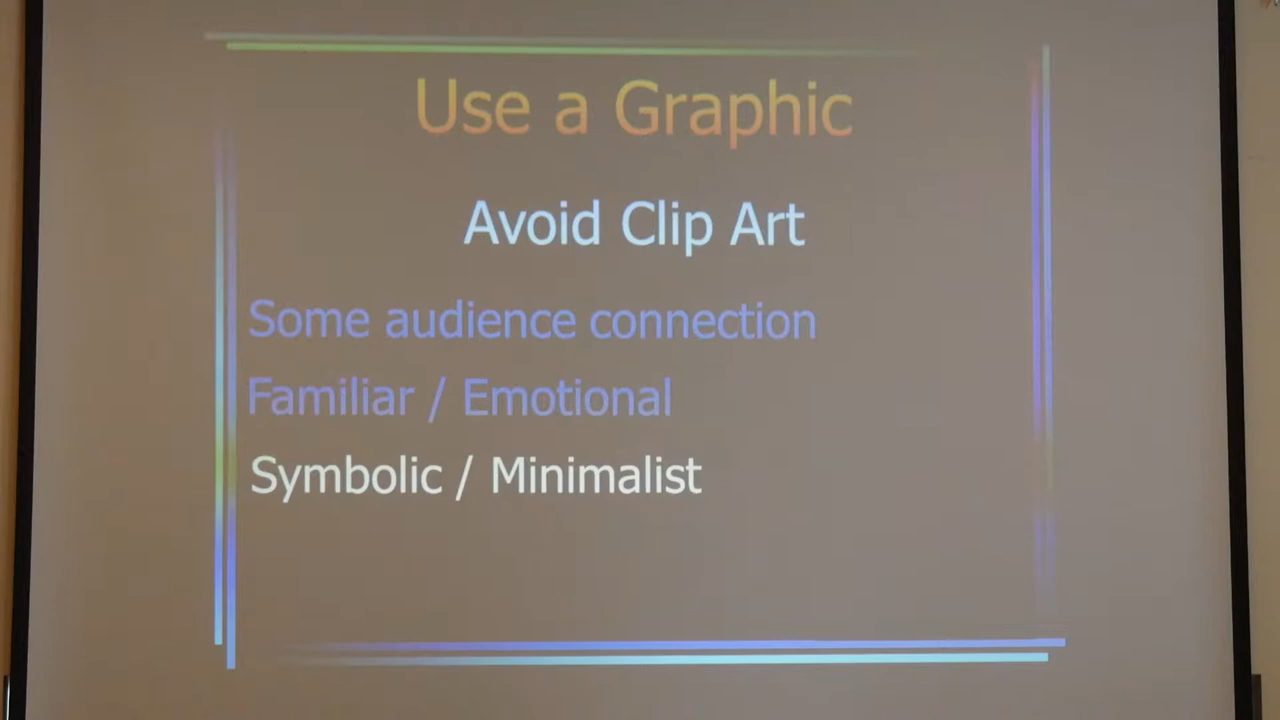 Use a Graphic
Avoid Clip Art
Some audience connection
Familiar / Emotional
Symbolic / Minimalist